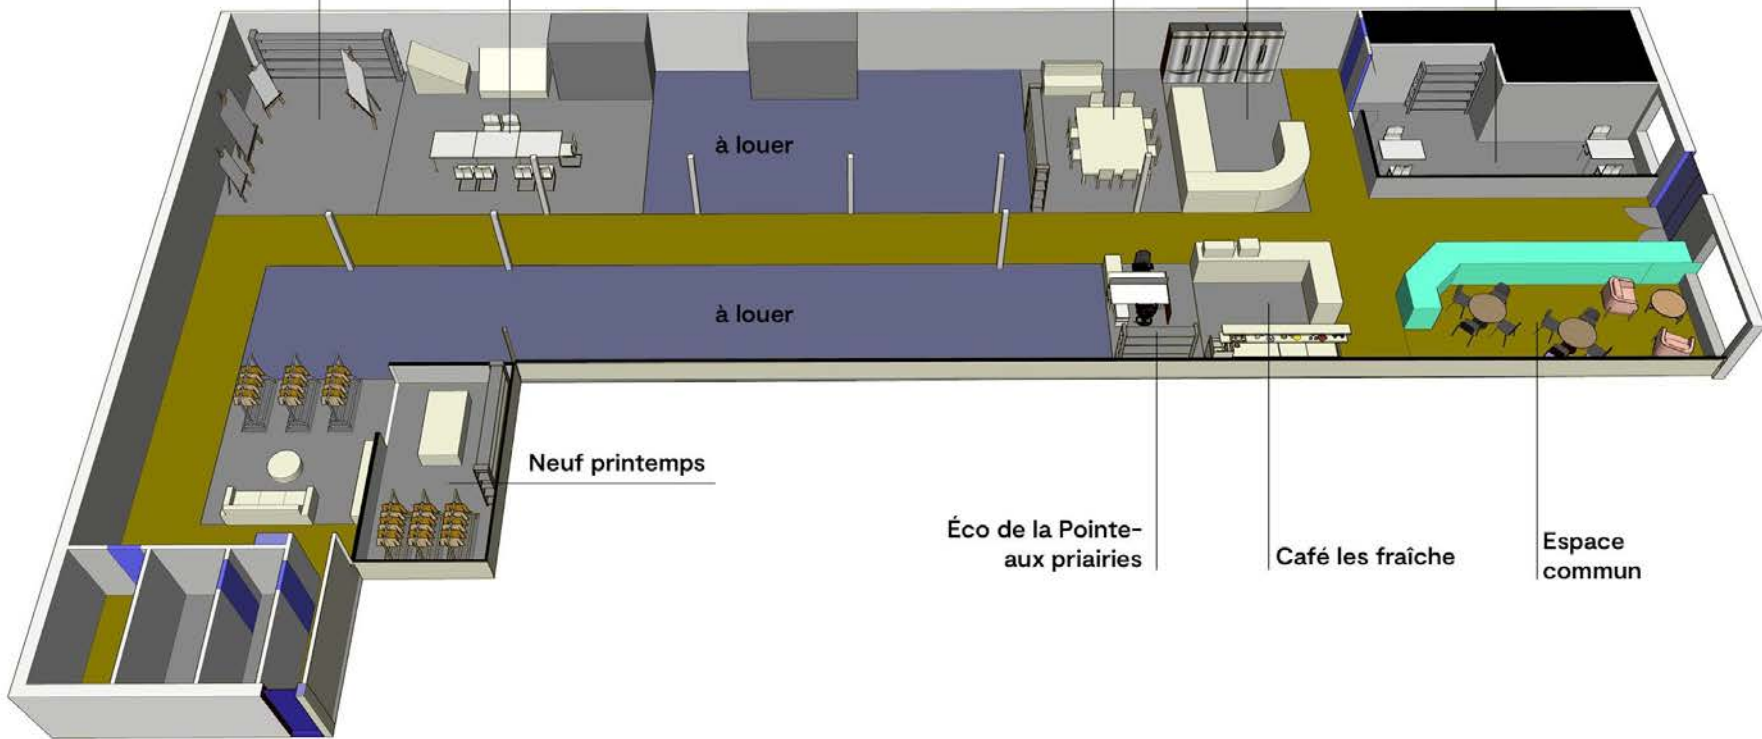 à louer
à louer
Neuf printemps
Éco de la Pointe-
aux priairies
Café les fraîche
Espace
commun